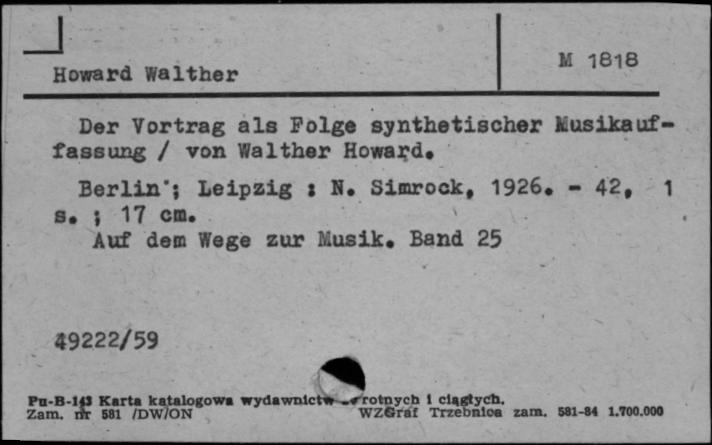 Howard Walther
M 1818
Der Vortrag als Folge synthetischer Musikauf-
fassung / von Walther Howard.
Berlin ; Leipzig : N. Simrock, 1926. - 42, 1
s. ; 17 cm.
Auf dem Wege zur Musik. Band 25
49222/59
Pu-B-143 Karta katalogowa wydawnictw zwrotnych i ciągłych.
Zam. nr 581 /DW/ON WZGraf Trzebnica zam. 581-84 1.700.000